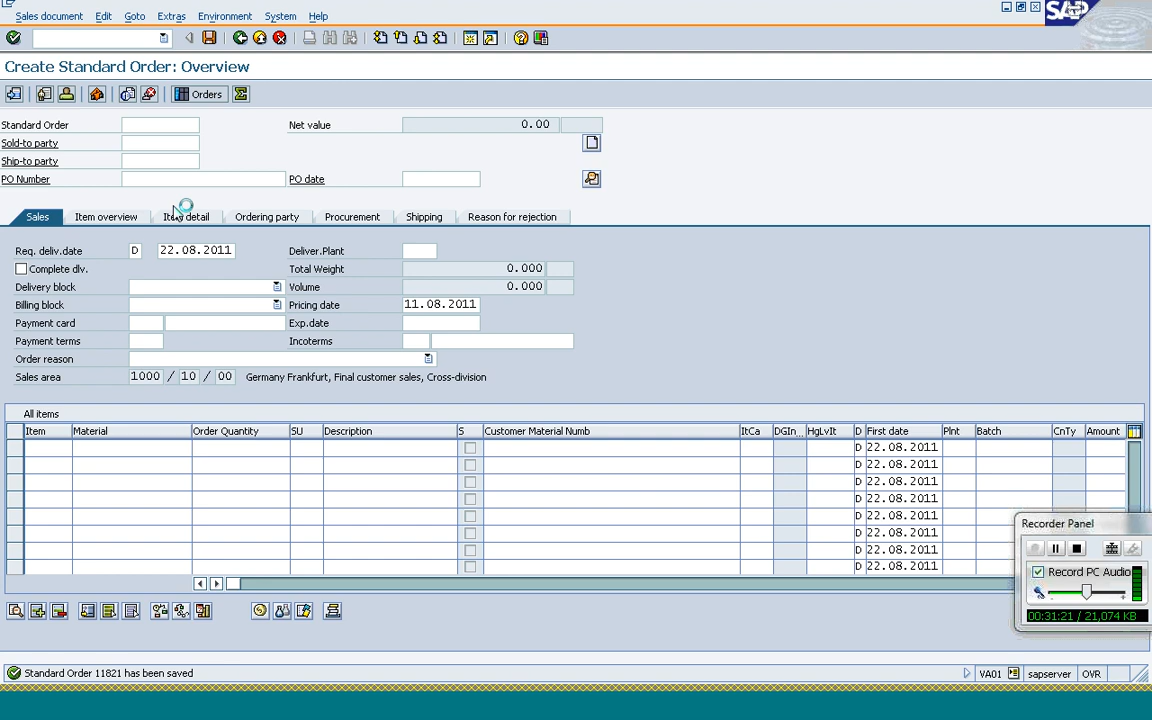 Sales document Edit Goto Extras Environment System Help
SAP
Create Standard Order: Overview
Orders
Standard Order Net value 0.00
Sold-to party
Ship-to party
PO Number PO date
Sales Item overview Item detail Ordering party Procurement Shipping Reason for rejection
Req. deliv.date D 22.08.2011 Deliver.Plant
Complete dlv. Total Weight 0.000
Delivery block Volume 0.000
Billing block Pricing date 11.08.2011
Payment card Exp.date
Payment terms Incoterms
Order reason
Sales area 1000 / 10 / 00 Germany Frankfurt, Final customer sales, Cross-division
All items
Item Material Order Quantity SU Description S Customer Material Numb ItCa DGIn... HgLvIt D First date Plnt Batch CnTy Amount
D 22.08.2011
D 22.08.2011
D 22.08.2011
D 22.08.2011
D 22.08.2011
D 22.08.2011
D 22.08.2011
D 22.08.2011
Recorder Panel
Record PC Audio
00:31:21 / 21,074 KB
Standard Order 11821 has been saved VA01 sapserver OVR